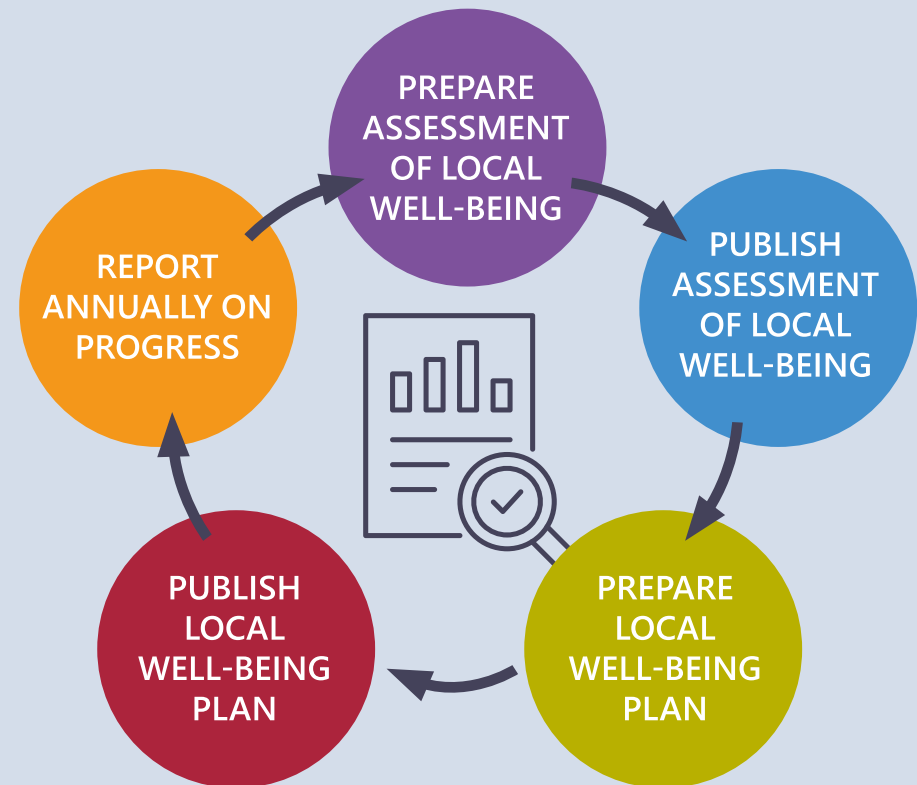 PREPARE
ASSESSMENT
OF LOCAL
WELL-BEING
PUBLISH
ASSESSMENT
OF LOCAL
WELL-BEING
PREPARE
LOCAL
WELL-BEING
PLAN
PUBLISH
LOCAL
WELL-BEING
PLAN
REPORT
ANNUALLY ON
PROGRESS